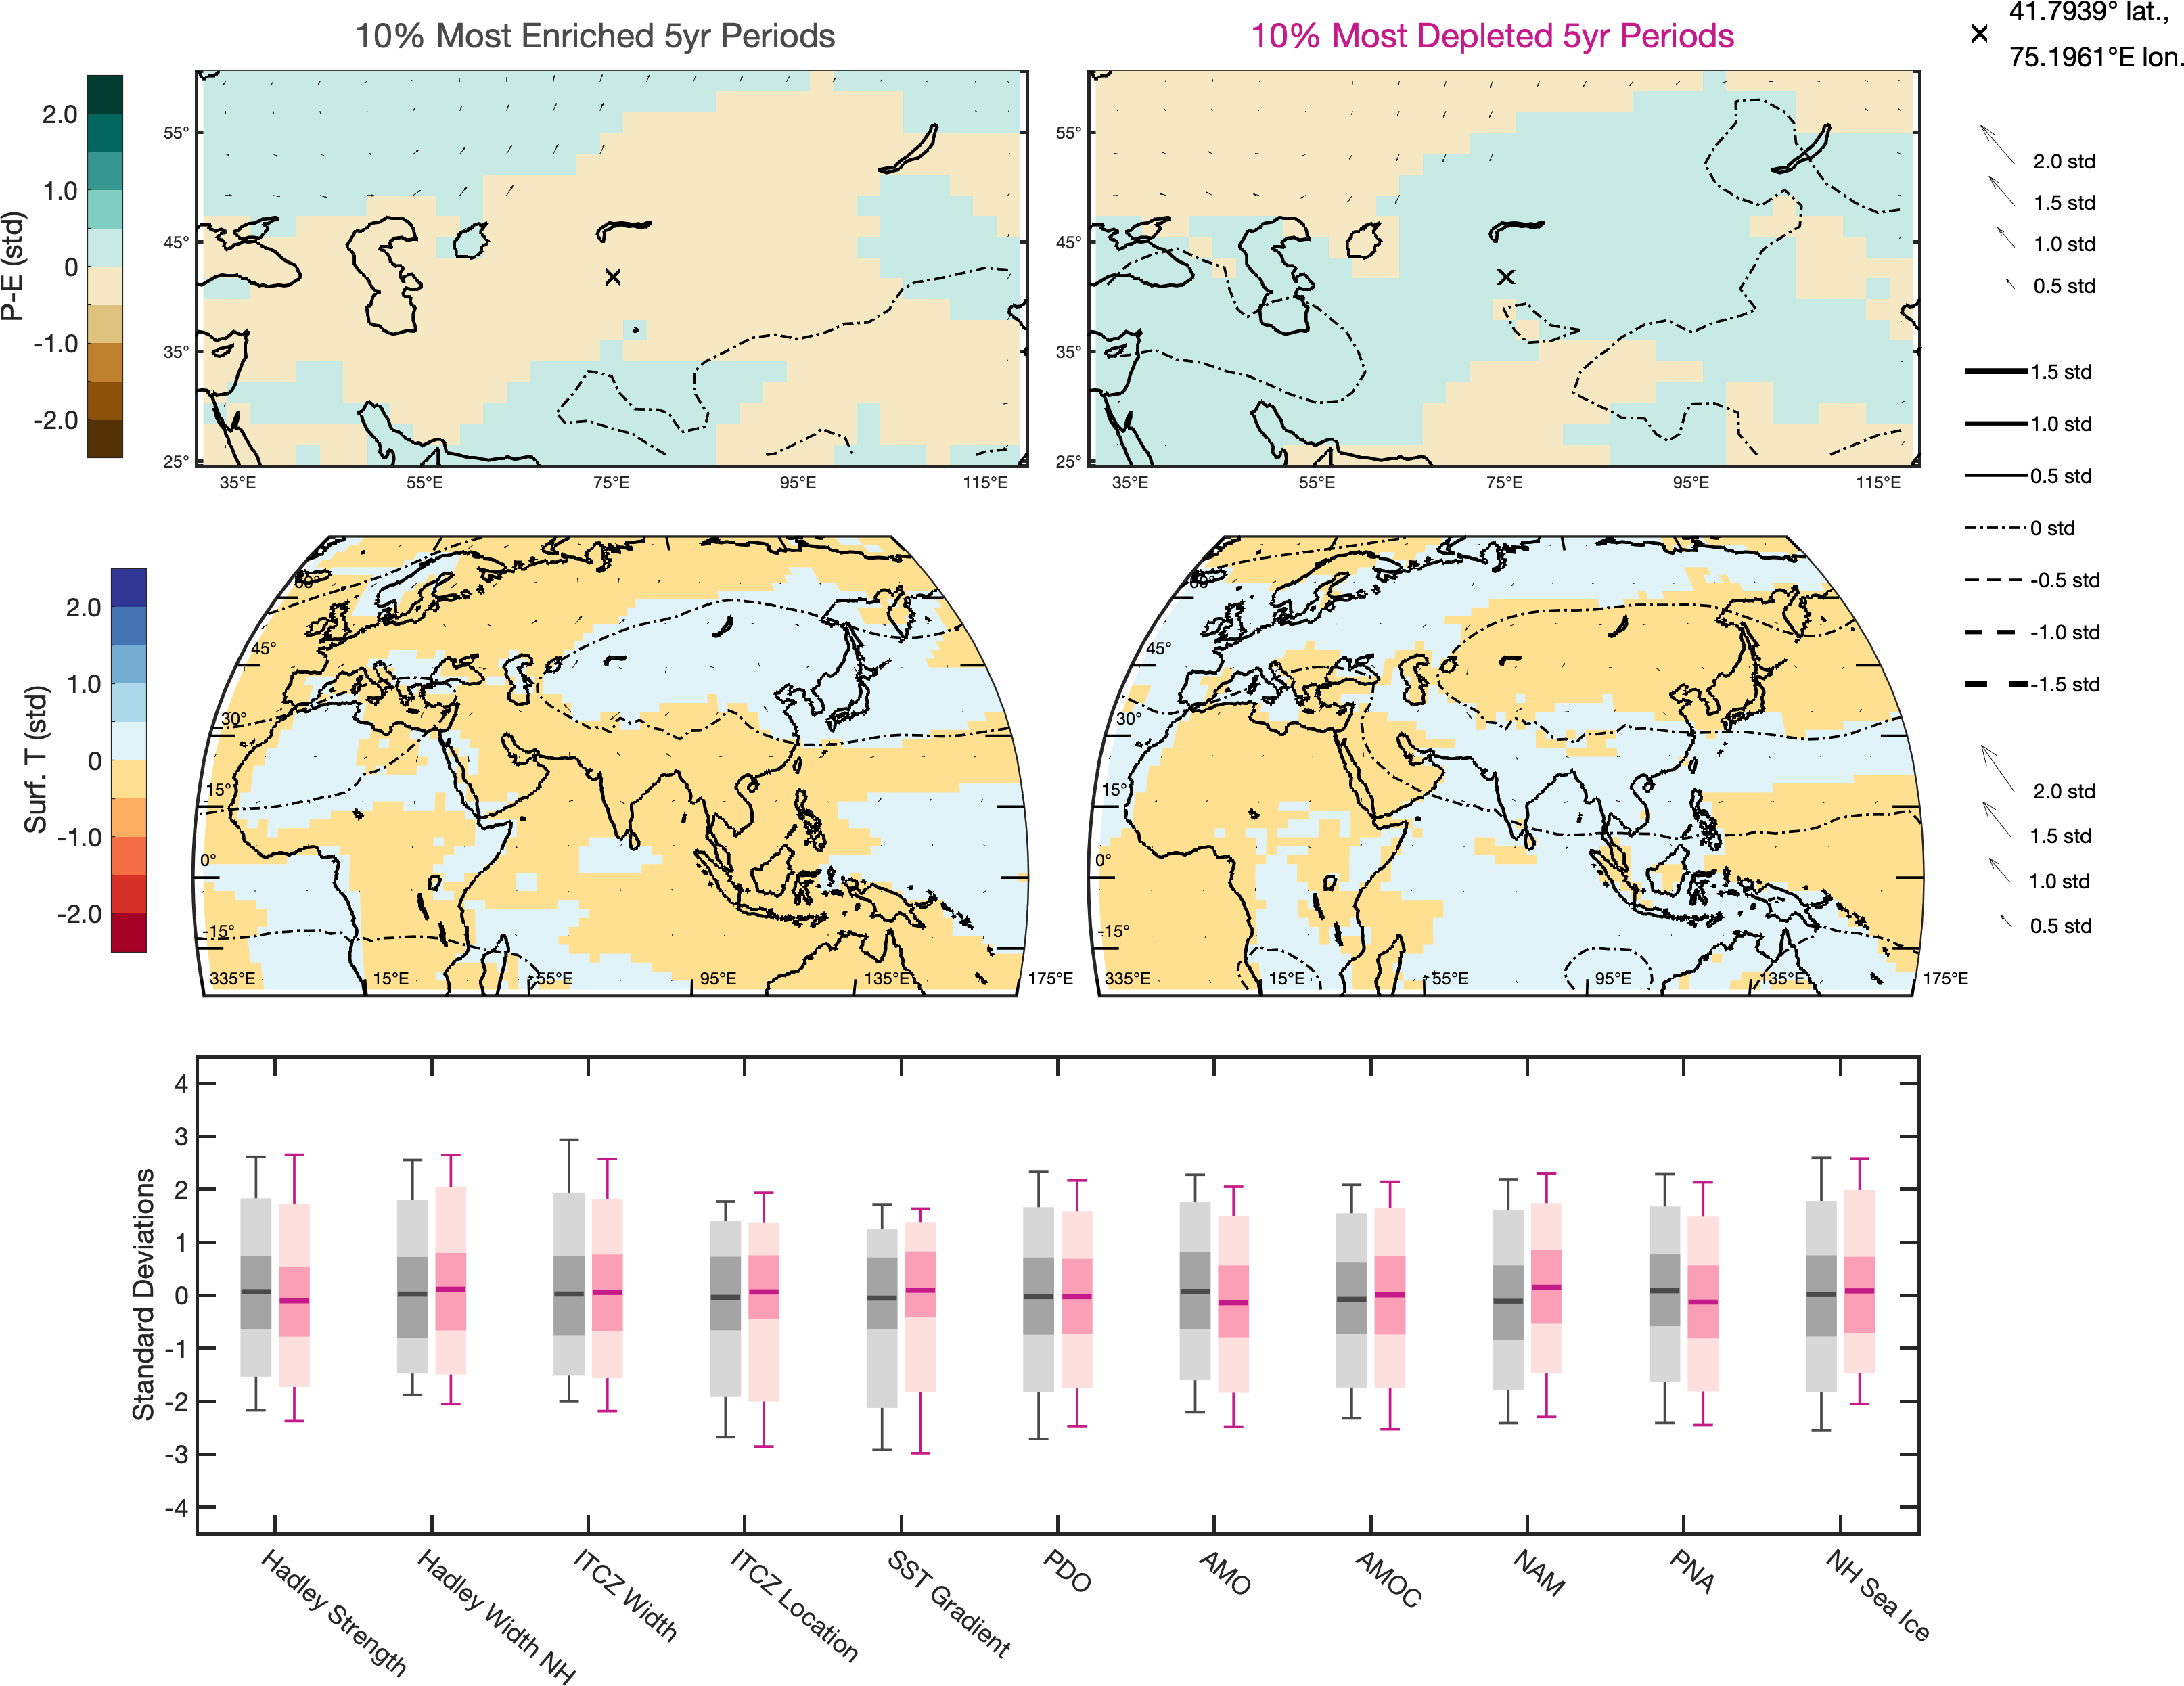 10% Most Enriched 5yr Periods
10% Most Depleted 5yr Periods
41.7939° lat.,
75.1961°E lon.
P-E (std)
2.0
1.0
0
-1.0
-2.0
55°
45°
35°
25°
35°E
55°E
75°E
95°E
115°E
55°
45°
35°
25°
35°E
55°E
75°E
95°E
115°E
2.0 std
1.5 std
1.0 std
0.5 std
1.5 std
1.0 std
0.5 std
0 std
-0.5 std
-1.0 std
-1.5 std
Surf. T (std)
2.0
1.0
0
-1.0
-2.0
60°
45°
30°
15°
0°
-15°
335°E
15°E
55°E
95°E
135°E
175°E
60°
45°
30°
15°
0°
-15°
335°E
15°E
55°E
95°E
135°E
175°E
2.0 std
1.5 std
1.0 std
0.5 std
Standard Deviations
4
3
2
1
0
-1
-2
-3
-4
Hadley Strength
Hadley Width NH
ITCZ Width
ITCZ Location
SST Gradient
PDO
AMO
AMOC
NAM
PNA
NH Sea Ice